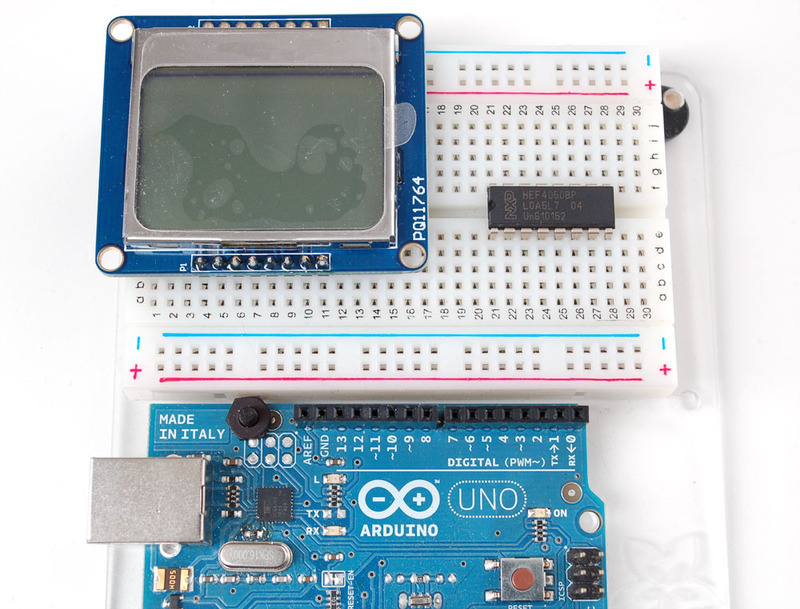 PQ11764
P1
18 19 20 21 22 23 24 25 26 27 28 29 30
f g h i j
NXP HEF4050BP
LOA5L7 04
UnG10152
a b c d e
a b
1 2 3 4 5 6 7 8 9 10 11 12 13 14 15 16 17 18 19 20 21 22 23 24 25 26 27 28 29 30
- +
- +
- +
MADE
IN ITALY
AREF GND 13 12 ~11 ~10 ~9 8 7 ~6 ~5 4 ~3 2 TX→1 RX←0
DIGITAL (PWM~)
L
TX
RX
UNO
ON
ARDUINO
RESET-EN
RESET
ICSP